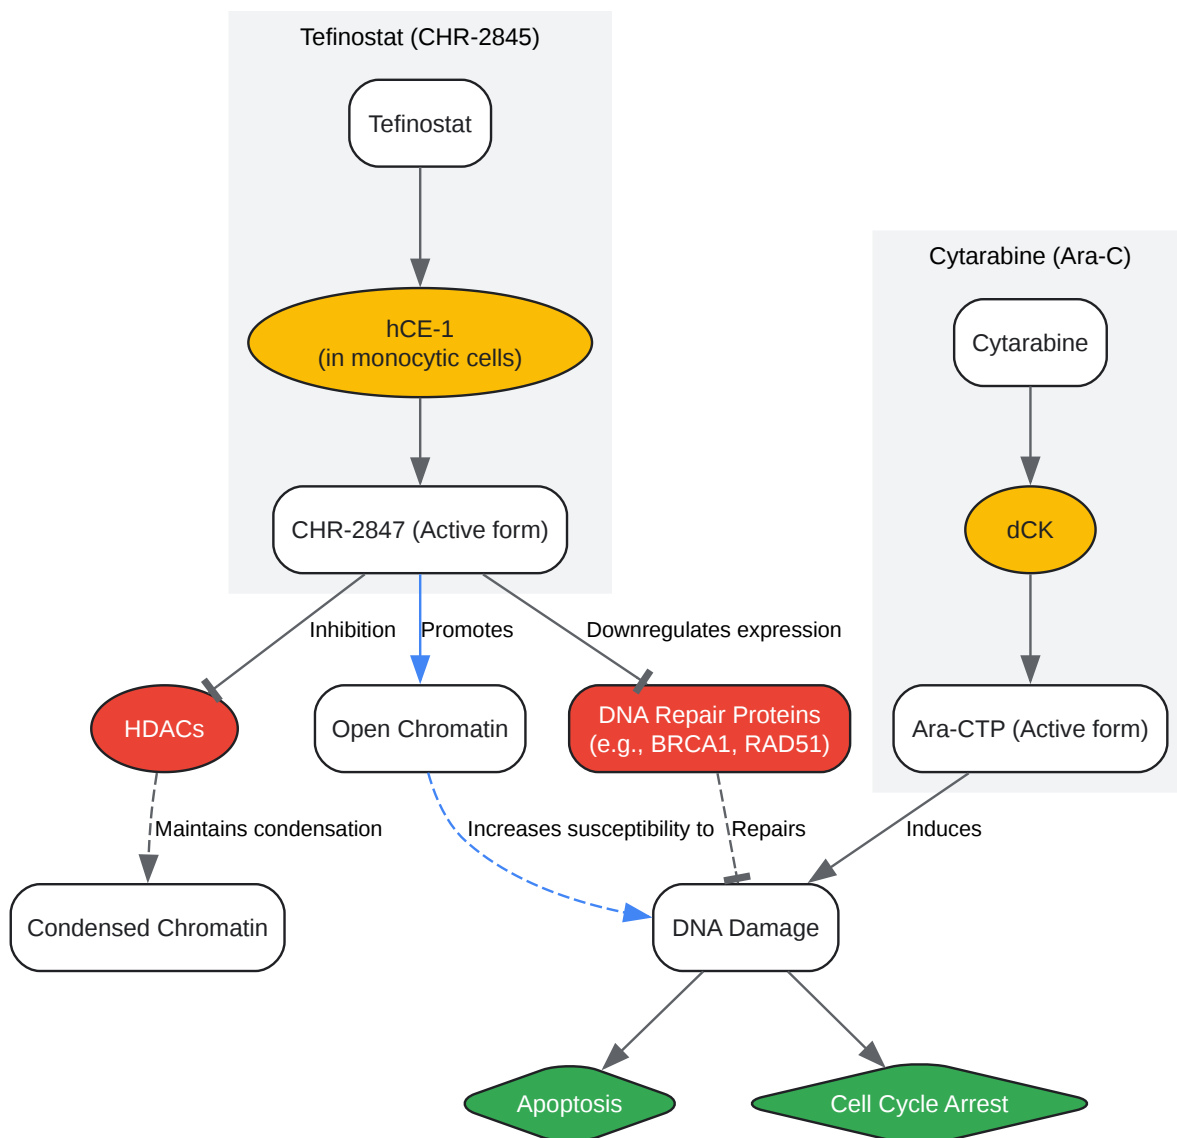 Tefinostat (CHR-2845)
Tefinostat
Cytarabine (Ara-C)
hCE-1
(in monocytic cells)
Cytarabine
CHR-2847 (Active form)
dCK
Inhibition
Promotes
Downregulates expression
HDACs
Open Chromatin
DNA Repair Proteins
(e.g., BRCA1, RAD51)
Ara-CTP (Active form)
Maintains condensation
Increases susceptibility to
Repairs
Induces
Condensed Chromatin
DNA Damage
Apoptosis
Cell Cycle Arrest